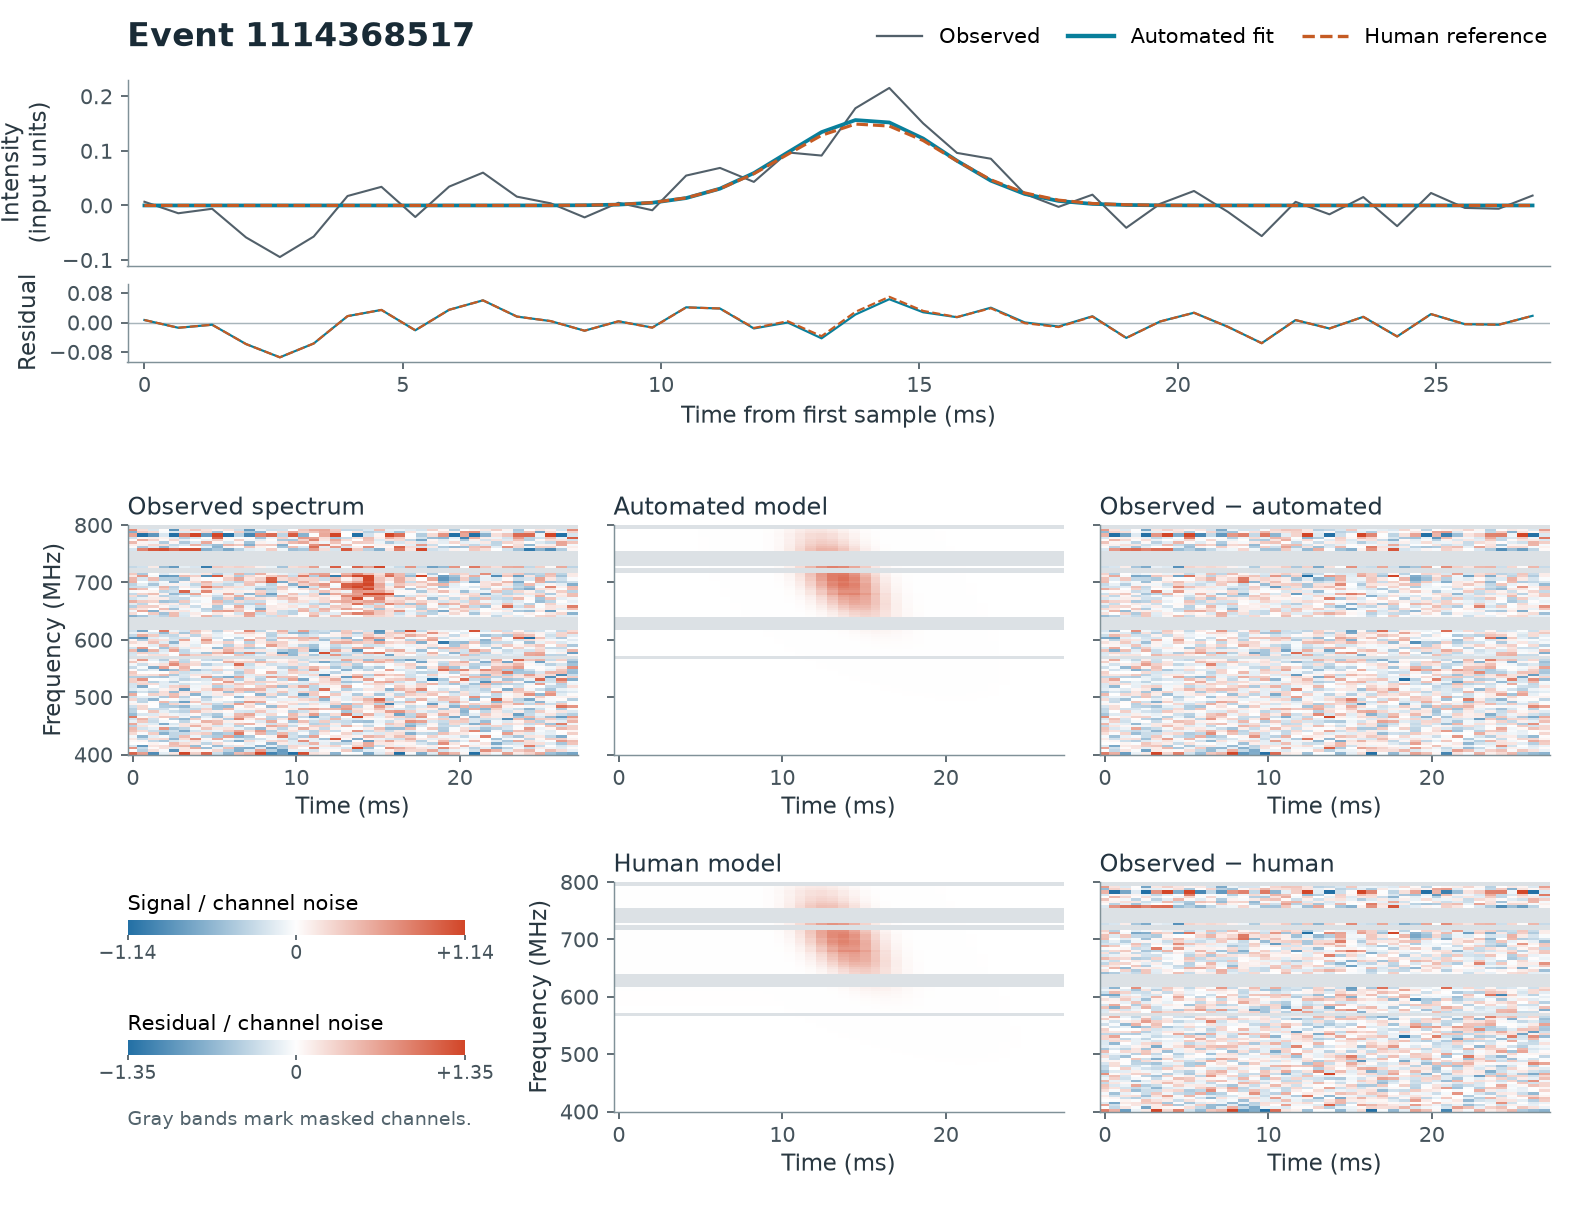 Event 1114368517
Observed
Automated fit
Human reference
Intensity
(input units)
0.2
0.1
0.0
−0.1
Residual
0.08
0.00
−0.08
0
5
10
15
20
25
Time from first sample (ms)
Observed spectrum
Automated model
Observed − automated
Frequency (MHz)
800
700
600
500
400
0
10
20
0
10
20
0
10
20
Time (ms)
Time (ms)
Time (ms)
Signal / channel noise
−1.14
0
+1.14
Residual / channel noise
−1.35
0
+1.35
Gray bands mark masked channels.
Human model
Observed − human
Frequency (MHz)
800
700
600
500
400
0
10
20
0
10
20
Time (ms)
Time (ms)